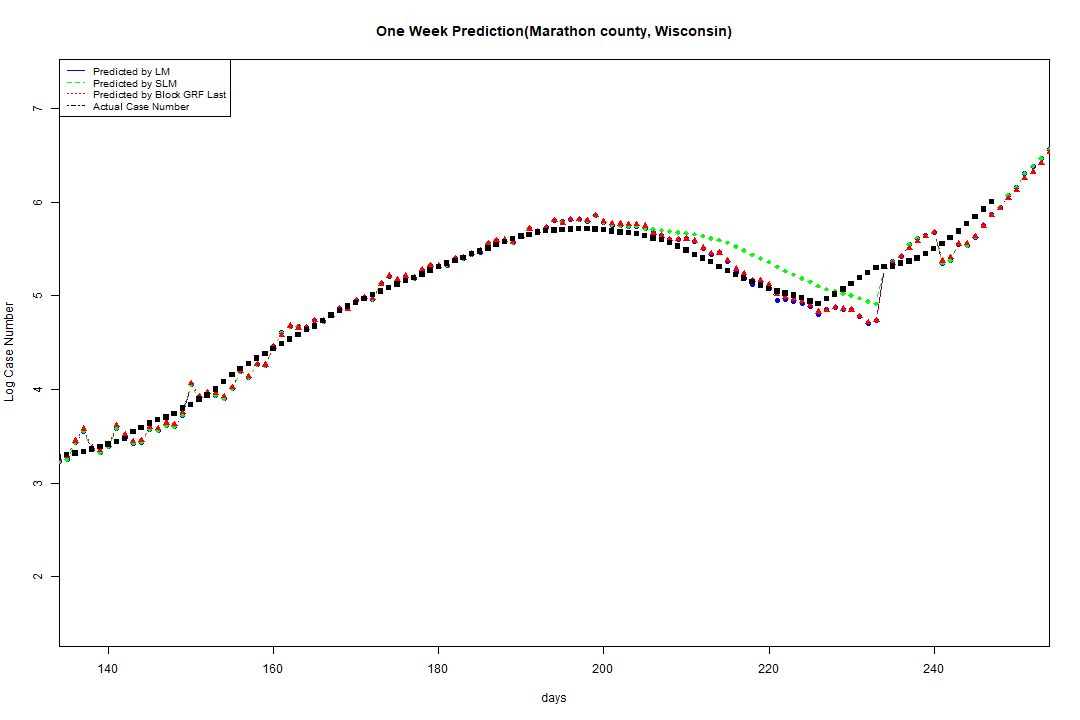 One Week Prediction(Marathon county, Wisconsin)
Predicted by LM
Predicted by SLM
Predicted by Block GRF Last
Actual Case Number
7
6
5
4
3
2
Log Case Number
140 160 180 200 220 240
days